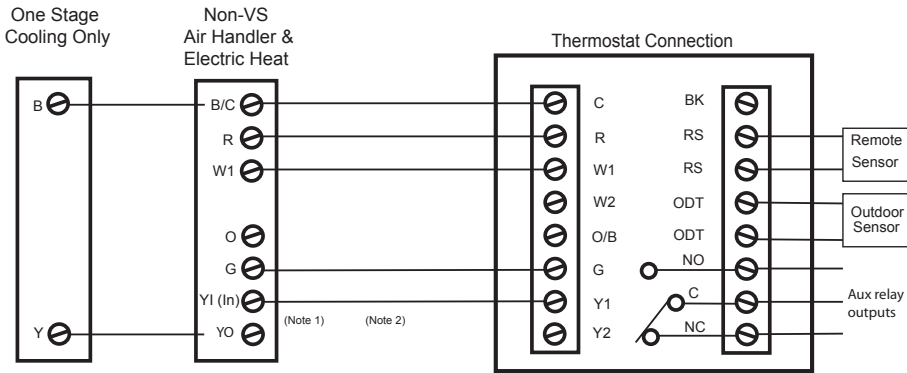 One Stage
Cooling Only
Non-VS
Air Handler &
Electric Heat
Thermostat Connection
B
Y
B/C
R
W1
O
G
YI (In)
YO
(Note 1)
(Note 2)
C
R
W1
W2
O/B
G
Y1
Y2
BK
RS
RS
ODT
ODT
NO
C
NC
Remote
Sensor
Outdoor
Sensor
Aux relay
outputs